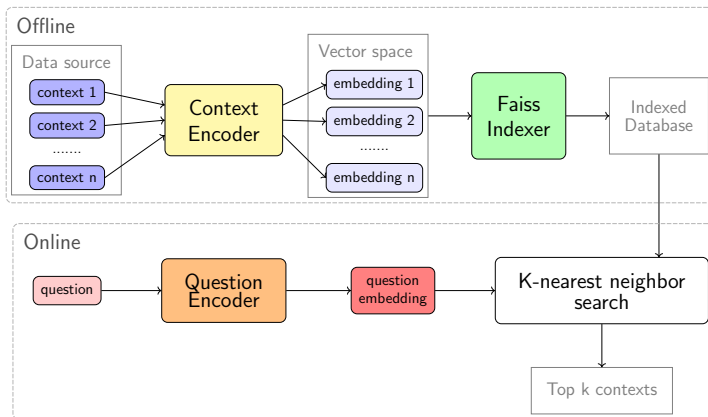 Offline
Data source
context 1
context 2
.......
context n
Context
Encoder
Vector space
embedding 1
embedding 2
.......
embedding n
Faiss
Indexer
Indexed
Database
Online
question
Question
Encoder
question
embedding
K-nearest neighbor
search
Top k contexts